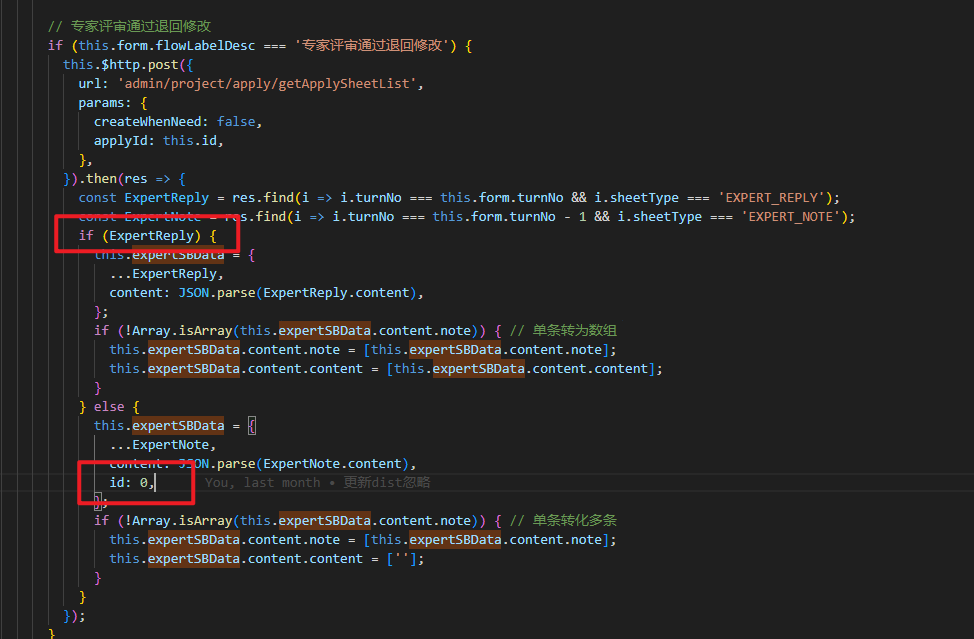 // 专家评审通过退回修改
if (this.form.flowLabelDesc === '专家评审通过退回修改') {
this.$http.post({
url: 'admin/project/apply/getApplySheetList',
params: {
createWhenNeed: false,
applyId: this.id,
},
}).then(res => {
const ExpertReply = res.find(i => i.turnNo === this.form.turnNo && i.sheetType === 'EXPERT_REPLY');
const ExpertNote = res.find(i => i.turnNo === this.form.turnNo - 1 && i.sheetType === 'EXPERT_NOTE');
if (ExpertReply) {
this.expertSBData = {
...ExpertReply,
content: JSON.parse(ExpertReply.content),
};
if (!Array.isArray(this.expertSBData.content.note)) { // 单条转为数组
this.expertSBData.content.note = [this.expertSBData.content.note];
this.expertSBData.content.content = [this.expertSBData.content.content];
}
} else {
this.expertSBData = {
...ExpertNote,
content: JSON.parse(ExpertNote.content),
id: 0, You, last month • 更新dist忽略
};
if (!Array.isArray(this.expertSBData.content.note)) { // 单条转化多条
this.expertSBData.content.note = [this.expertSBData.content.note];
this.expertSBData.content.content = [''];
}
}
});
}